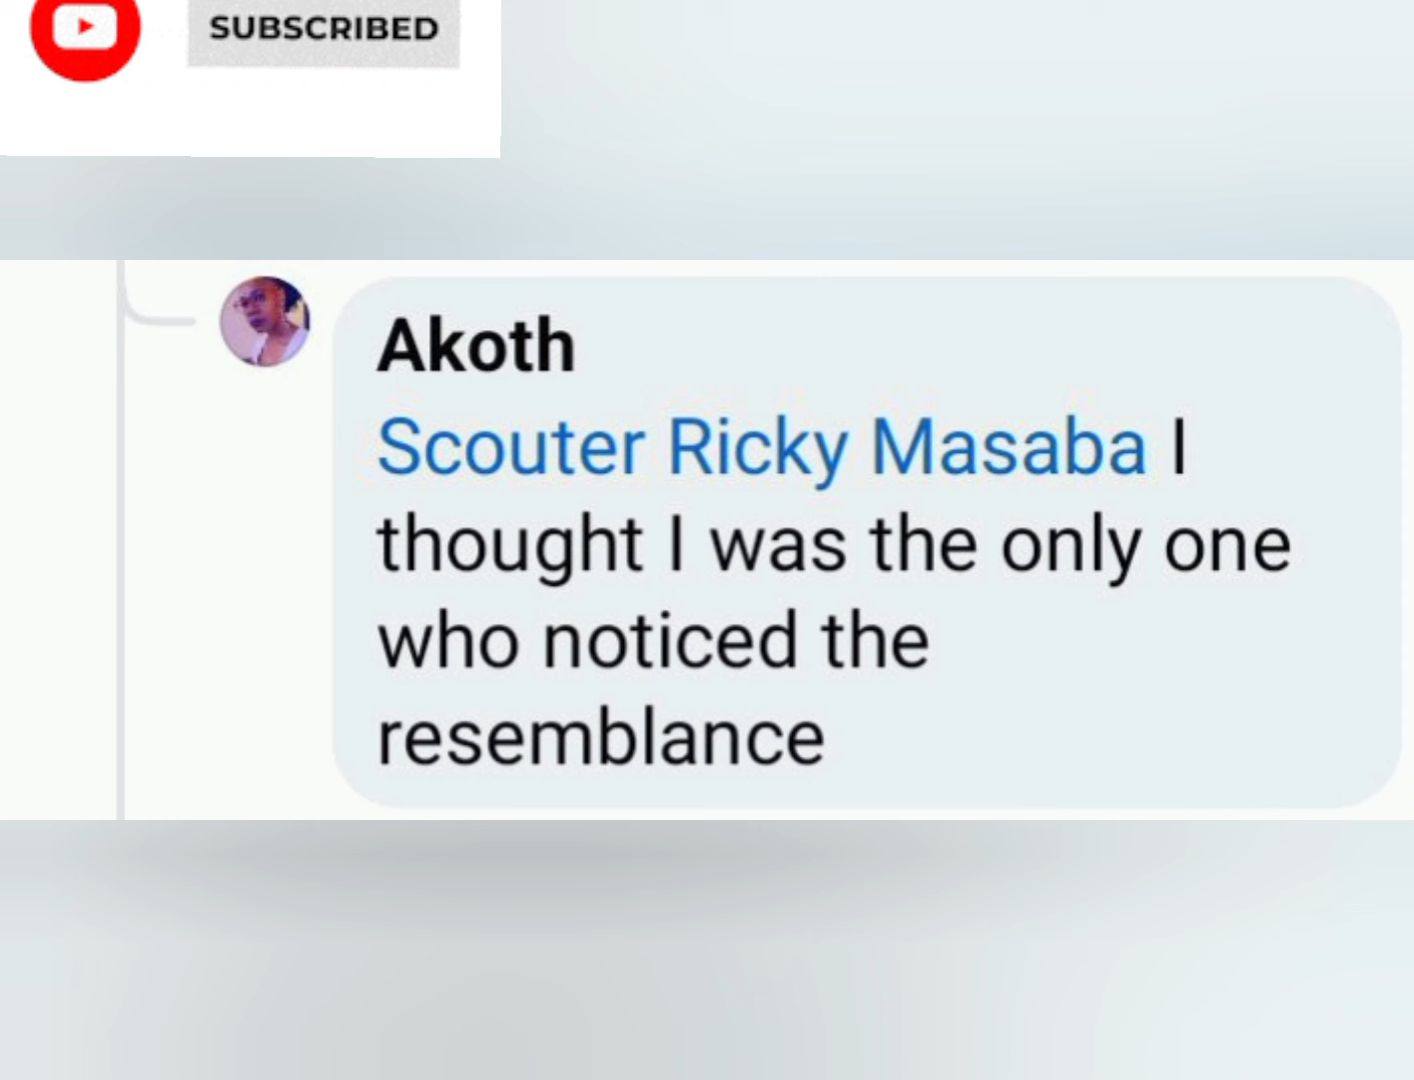 SUBSCRIBED
Akoth
Scouter Ricky Masaba I
thought I was the only one
who noticed the
resemblance